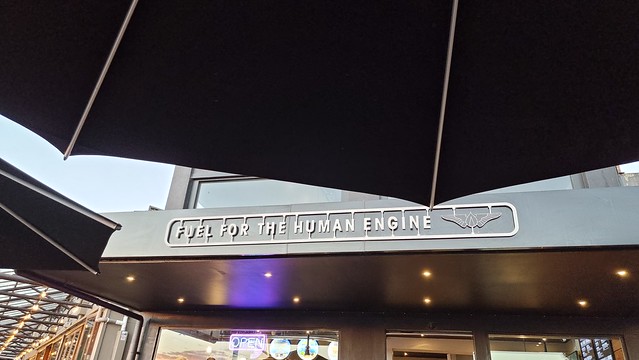 FUEL FOR THE HUMAN ENGINE
OPEN